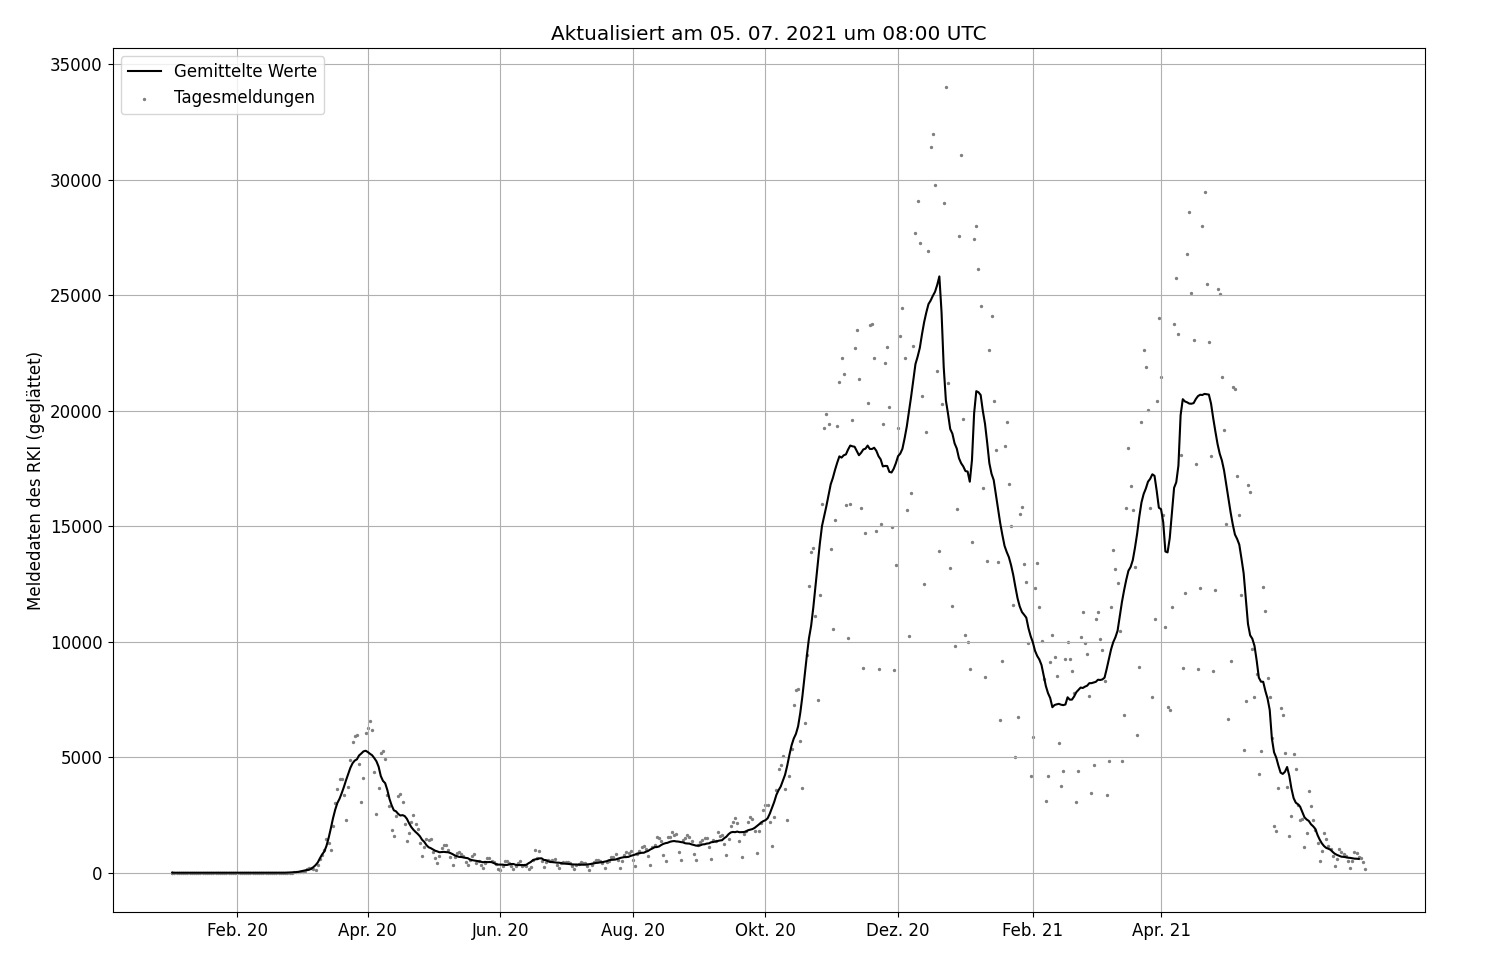 Aktualisiert am 05. 07. 2021 um 08:00 UTC
Gemittelte Werte
Tagesmeldungen
Meldedaten des RKI (geglättet)
35000
30000
25000
20000
15000
10000
5000
0
Feb. 20 Apr. 20 Jun. 20 Aug. 20 Okt. 20 Dez. 20 Feb. 21 Apr. 21